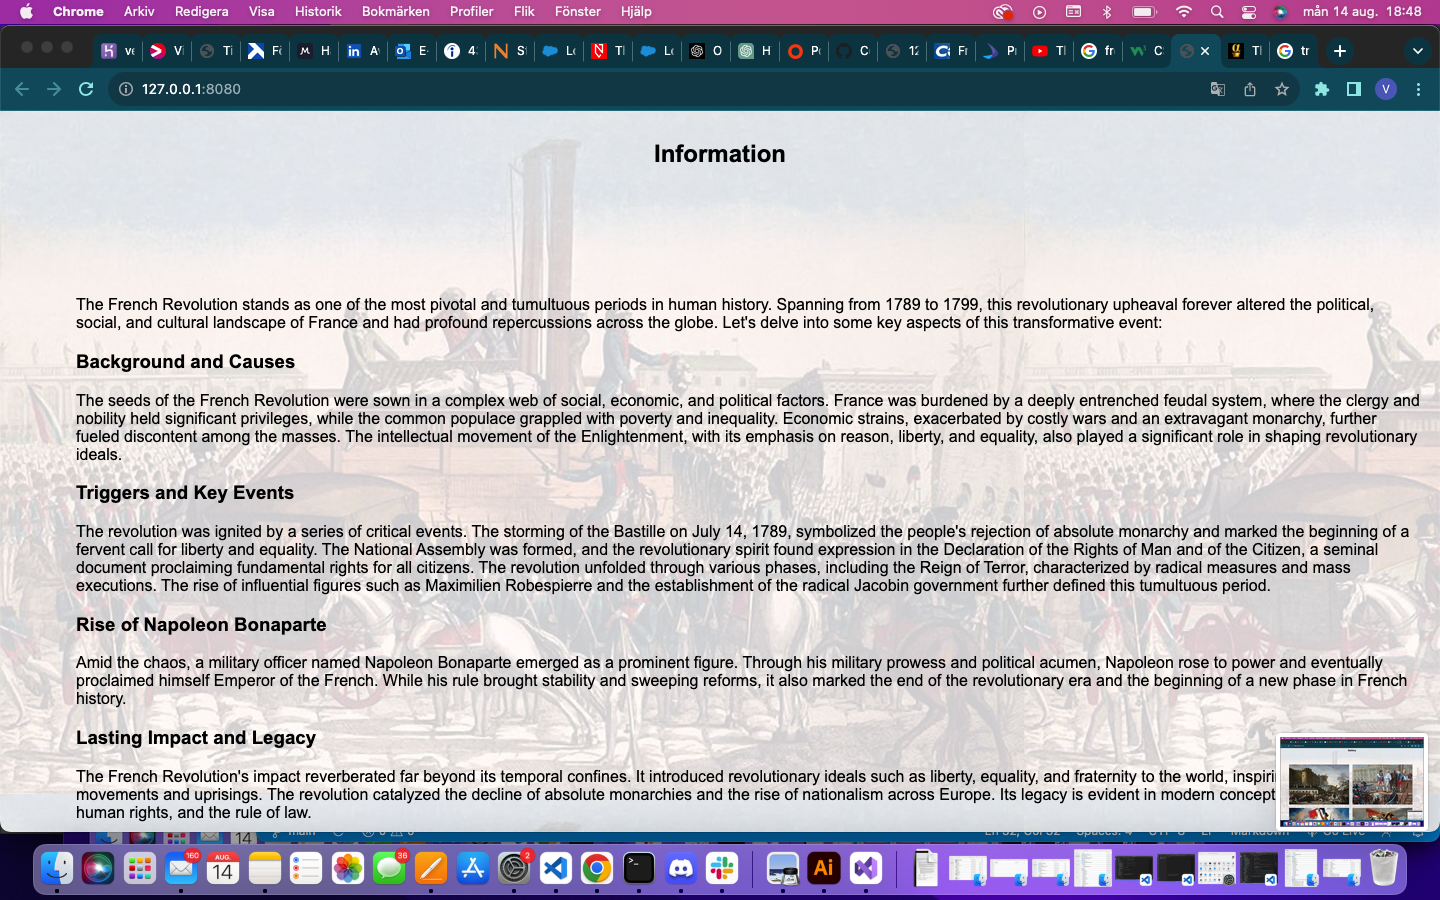 Chrome Arkiv Redigera Visa Historik Bokmärken Profiler Flik Fönster Hjälp mån 14 aug. 18:48
127.0.0.1:8080
V
Information
The French Revolution stands as one of the most pivotal and tumultuous periods in human history. Spanning from 1789 to 1799, this revolutionary upheaval forever altered the political,
social, and cultural landscape of France and had profound repercussions across the globe. Let's delve into some key aspects of this transformative event:
Background and Causes
The seeds of the French Revolution were sown in a complex web of social, economic, and political factors. France was burdened by a deeply entrenched feudal system, where the clergy and
nobility held significant privileges, while the common populace grappled with poverty and inequality. Economic strains, exacerbated by costly wars and an extravagant monarchy, further
fueled discontent among the masses. The intellectual movement of the Enlightenment, with its emphasis on reason, liberty, and equality, also played a significant role in shaping revolutionary
ideals.
Triggers and Key Events
The revolution was ignited by a series of critical events. The storming of the Bastille on July 14, 1789, symbolized the people's rejection of absolute monarchy and marked the beginning of a
fervent call for liberty and equality. The National Assembly was formed, and the revolutionary spirit found expression in the Declaration of the Rights of Man and of the Citizen, a seminal
document proclaiming fundamental rights for all citizens. The revolution unfolded through various phases, including the Reign of Terror, characterized by radical measures and mass
executions. The rise of influential figures such as Maximilien Robespierre and the establishment of the radical Jacobin government further defined this tumultuous period.
Rise of Napoleon Bonaparte
Amid the chaos, a military officer named Napoleon Bonaparte emerged as a prominent figure. Through his military prowess and political acumen, Napoleon rose to power and eventually
proclaimed himself Emperor of the French. While his rule brought stability and sweeping reforms, it also marked the end of the revolutionary era and the beginning of a new phase in French
history.
Lasting Impact and Legacy
The French Revolution's impact reverberated far beyond its temporal confines. It introduced revolutionary ideals such as liberty, equality, and fraternity to the world, inspiri
movements and uprisings. The revolution catalyzed the decline of absolute monarchies and the rise of nationalism across Europe. Its legacy is evident in modern concept
human rights, and the rule of law.
160
AUG.
14
36
2
Ai